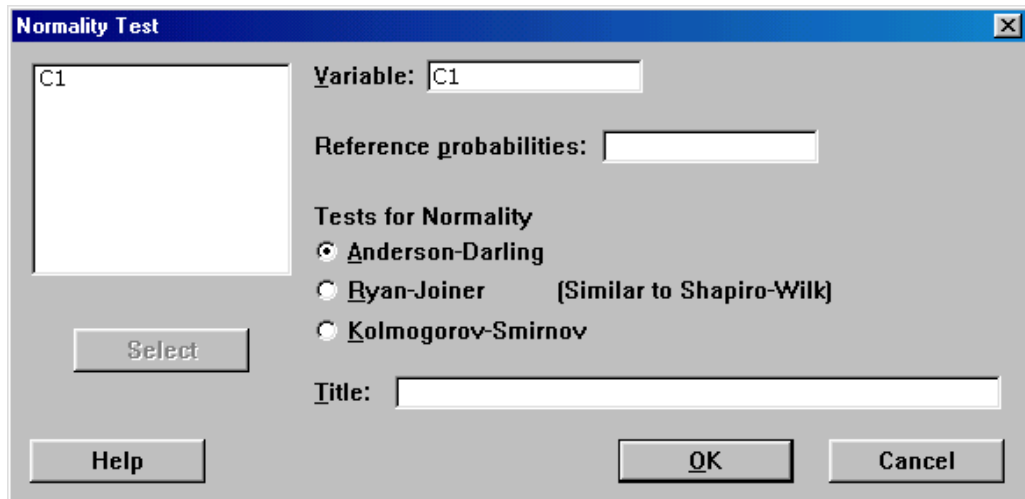 Normality Test
C1
Variable: C1
Reference probabilities:
Tests for Normality
Anderson-Darling
Ryan-Joiner (Similar to Shapiro-Wilk)
Kolmogorov-Smirnov
Select
Title:
Help
OK
Cancel